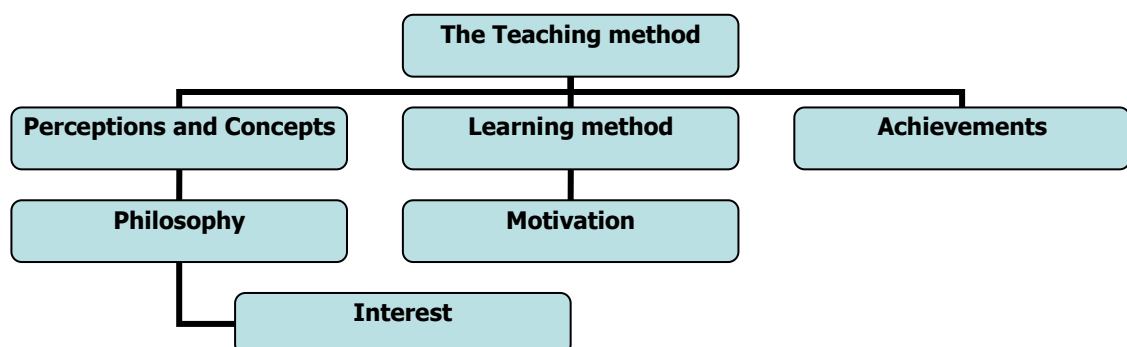 The Teaching method
Perceptions and Concepts
Learning method
Achievements
Philosophy
Motivation
Interest